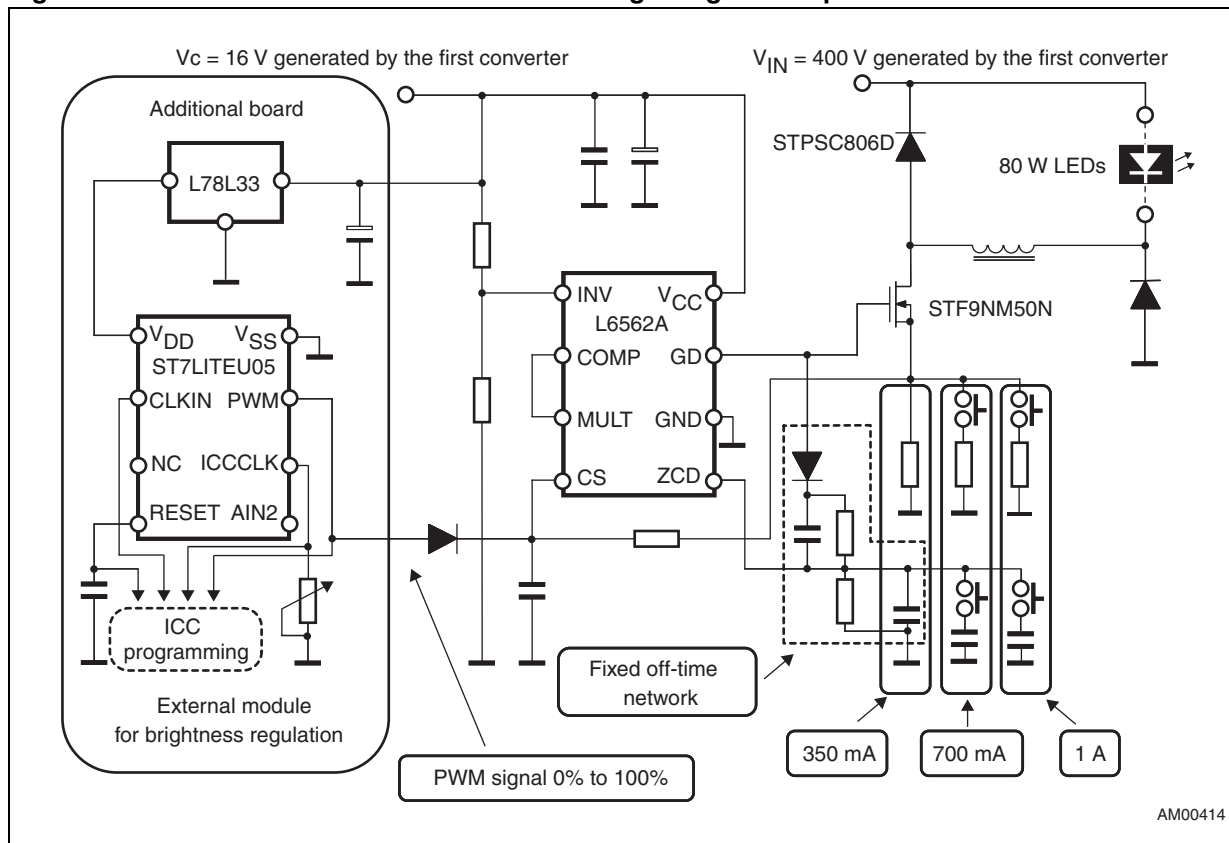 Vc = 16 V generated by the first converter
VIN = 400 V generated by the first converter
Additional board
STPSC806D
L78L33
80 W LEDs
INV
VCC
L6562A
STF9NM50N
VDD
VSS
ST7LITEU05
COMP
GD
CLKIN
PWM
MULT
GND
NC
ICCCLK
CS
ZCD
RESET
AIN2
ICC
programming
Fixed off-time
network
External module
for brightness regulation
350 mA
700 mA
1 A
PWM signal 0% to 100%
AM00414